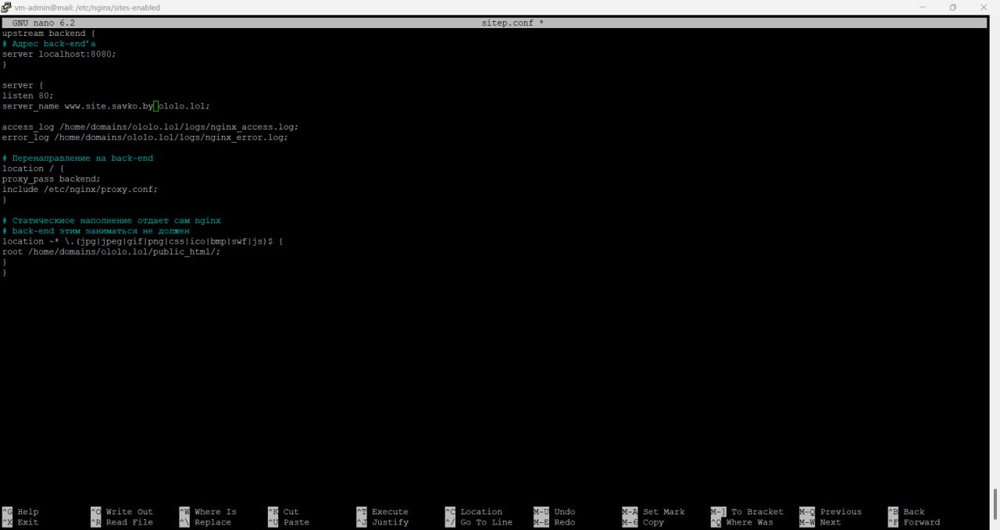 vm-admin@mail: /etc/nginx/sites-enabled
GNU nano 6.2 sitep.conf *
upstream backend {
# Адрес back-end'a
server localhost:8080;
}
server {
listen 80;
server_name www.site.savko.by ololo.lol;
access_log /home/domains/ololo.lol/logs/nginx_access.log;
error_log /home/domains/ololo.lol/logs/nginx_error.log;
# Перенаправление на back-end
location / {
proxy_pass backend;
include /etc/nginx/proxy.conf;
}
# Статическиое наполнение отдает сам nginx
# back-end этим заниматься не должен
location ~* \.(jpg|jpeg|gif|png|css|ico|bmp|swf|js)$ {
root /home/domains/ololo.lol/public_html/;
}
}
^G Help ^O Write Out ^W Where Is ^K Cut ^T Execute ^C Location M-U Undo M-A Set Mark M-] To Bracket M-Q Previous ^B Back
^X Exit ^R Read File ^\ Replace ^U Paste ^J Justify ^/ Go To Line M-E Redo M-6 Copy ^Q Where Was M-W Next ^F Forward